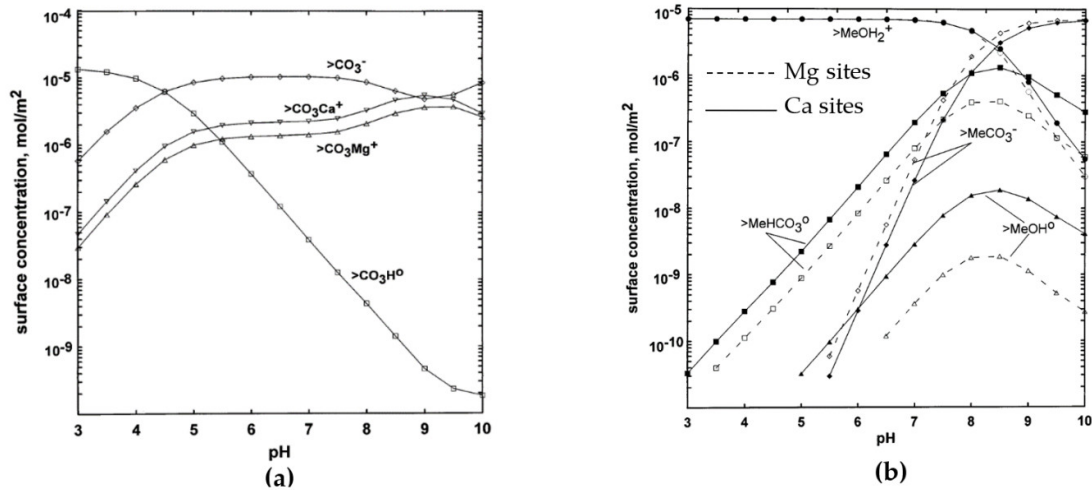 surface concentration, mol/m²
10⁻⁴
10⁻⁵
10⁻⁶
10⁻⁷
10⁻⁸
10⁻⁹
>CO₃⁻
>CO₃Ca⁺
>CO₃Mg⁺
>CO₃H⁰
3 4 5 6 7 8 9 10
pH
(a)
surface concentration, mol/m²
10⁻⁵
10⁻⁶
10⁻⁷
10⁻⁸
10⁻⁹
10⁻¹⁰
>MeOH₂⁺
Mg sites
Ca sites
>MeCO₃⁻
>MeHCO₃⁰
>MeOH⁰
3 4 5 6 7 8 9 10
pH
(b)